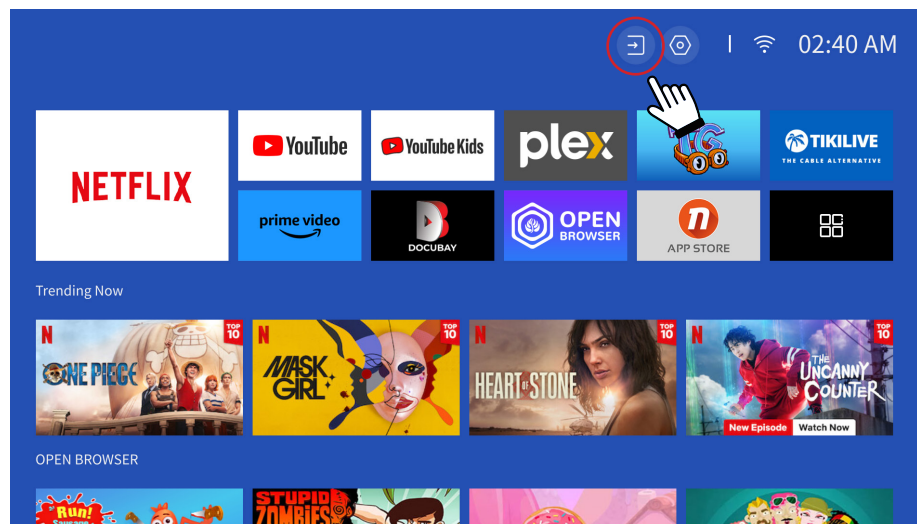 02:40 AM
NETFLIX
YouTube
YouTube Kids
plex
TIKILIVE
THE CABLE ALTERNATIVE
prime video
DOCUBAY
OPEN
BROWSER
n
APP STORE
Trending Now
N
TOP
10
ONE PIECE
N
TOP
10
MASK
GIRL
N
TOP
10
HEART OF STONE
N
TOP
10
THE
UNCANNY
COUNTER
New Episode
Watch Now
OPEN BROWSER
Run!
STUPID
ZOMBIES